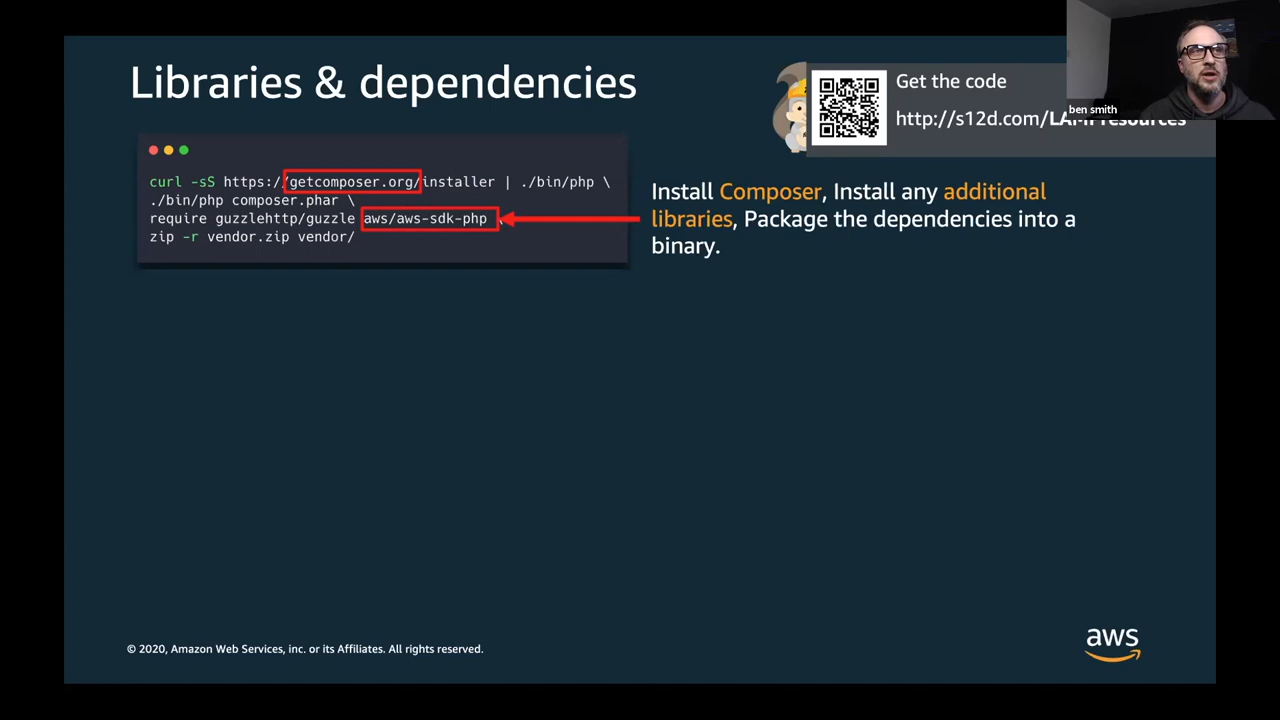 Libraries & dependencies
Get the code
http://s12d.com/LAMPresources
ben smith
curl -sS https://getcomposer.org/installer | ./bin/php \
./bin/php composer.phar \
require guzzlehttp/guzzle aws/aws-sdk-php \
zip -r vendor.zip vendor/
Install Composer, Install any additional
libraries, Package the dependencies into a
binary.
© 2020, Amazon Web Services, inc. or its Affiliates. All rights reserved.
aws